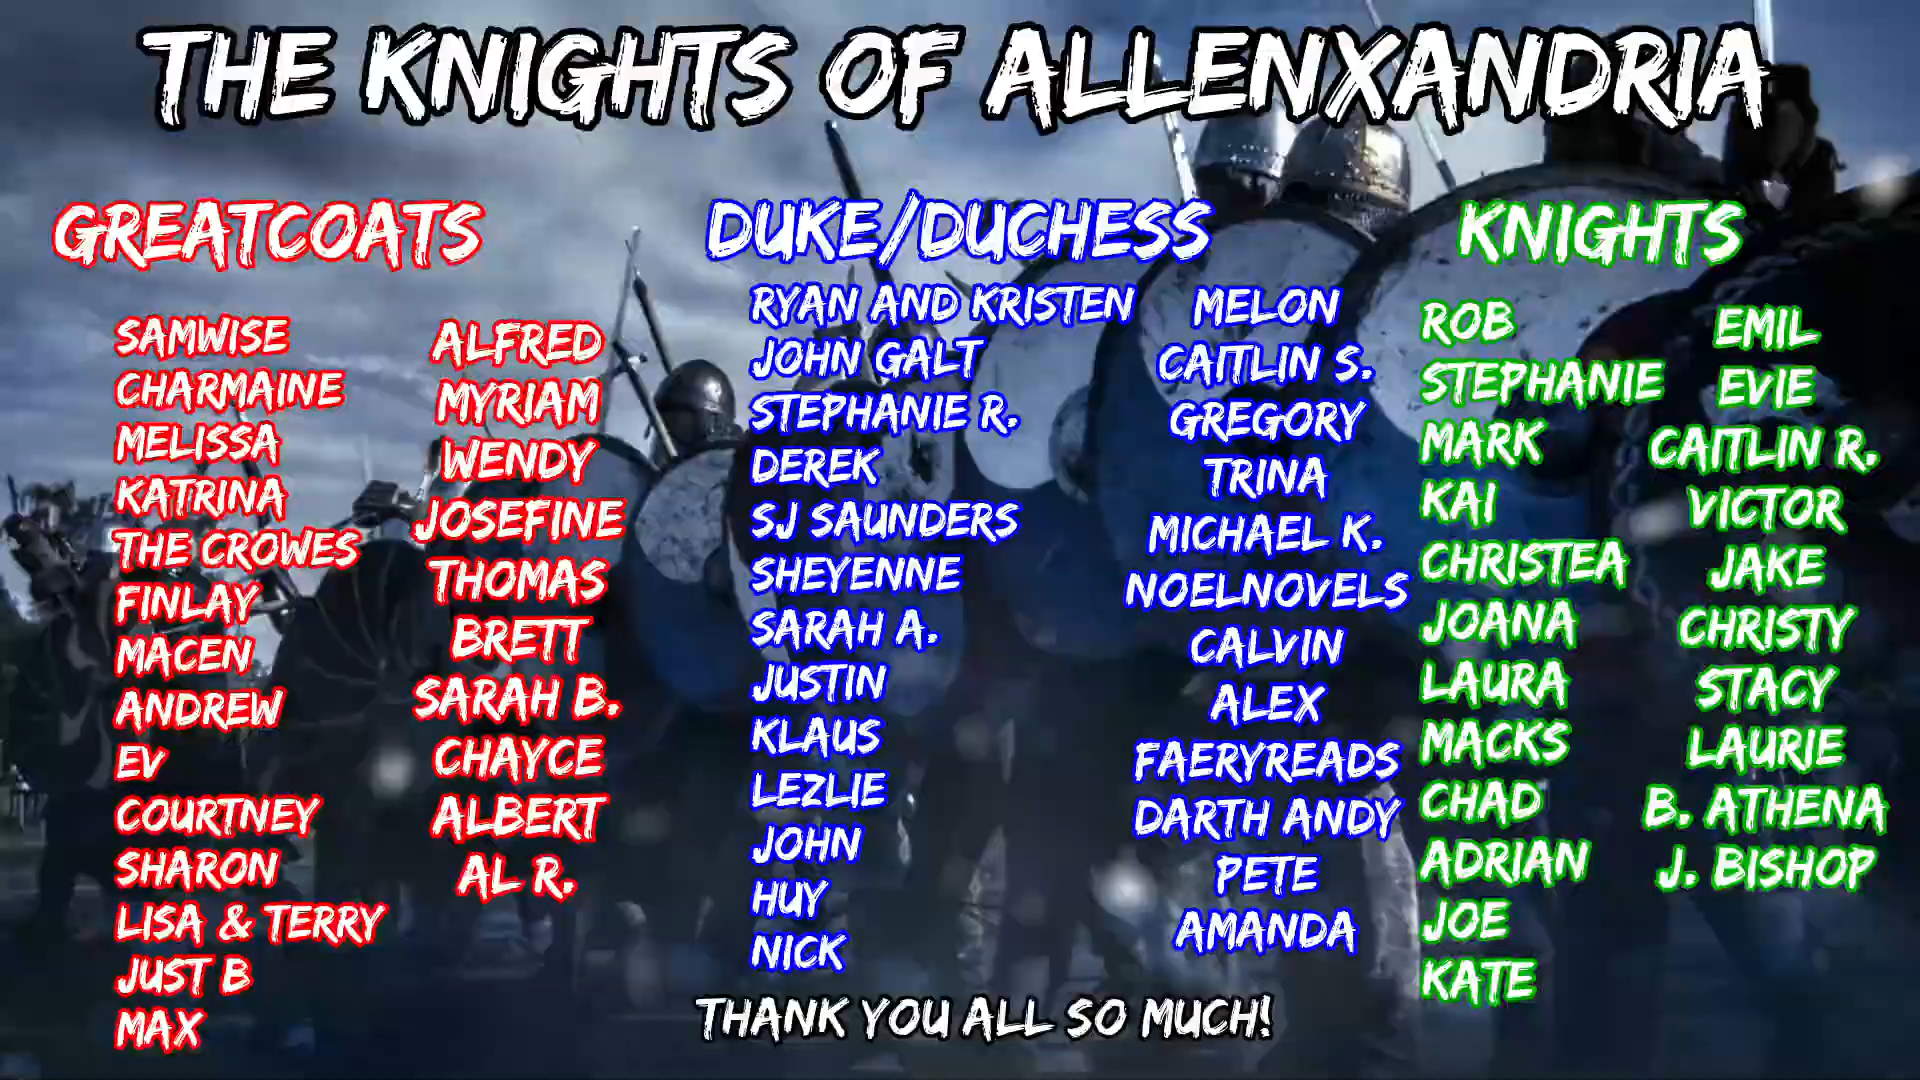 THE KNIGHTS OF ALLENXANDRIA
GREATCOATS
SAMWISE
CHARMAINE
MELISSA
KATRINA
THE CROWES
FINLAY
MACEN
ANDREW
EV
COURTNEY
SHARON
LISA & TERRY
JUST B
MAX
ALFRED
MYRIAM
WENDY
JOSEFINE
THOMAS
BRETT
SARAH B.
CHAYCE
ALBERT
AL R.
DUKE/DUCHESS
RYAN AND KRISTEN
JOHN GALT
STEPHANIE R.
DEREK
SJ SAUNDERS
SHEYENNE
SARAH A.
JUSTIN
KLAUS
LEZLIE
JOHN
HUY
NICK
MELON
CAITLIN S.
GREGORY
TRINA
MICHAEL K.
NOELNOVELS
CALVIN
ALEX
FAERYREADS
DARTH ANDY
PETE
AMANDA
KNIGHTS
ROB
STEPHANIE
MARK
KAI
CHRISTEA
JOANA
LAURA
MACKS
CHAD
ADRIAN
JOE
KATE
EMIL
EVIE
CAITLIN R.
VICTOR
JAKE
CHRISTY
STACY
LAURIE
B. ATHENA
J. BISHOP
THANK YOU ALL SO MUCH!